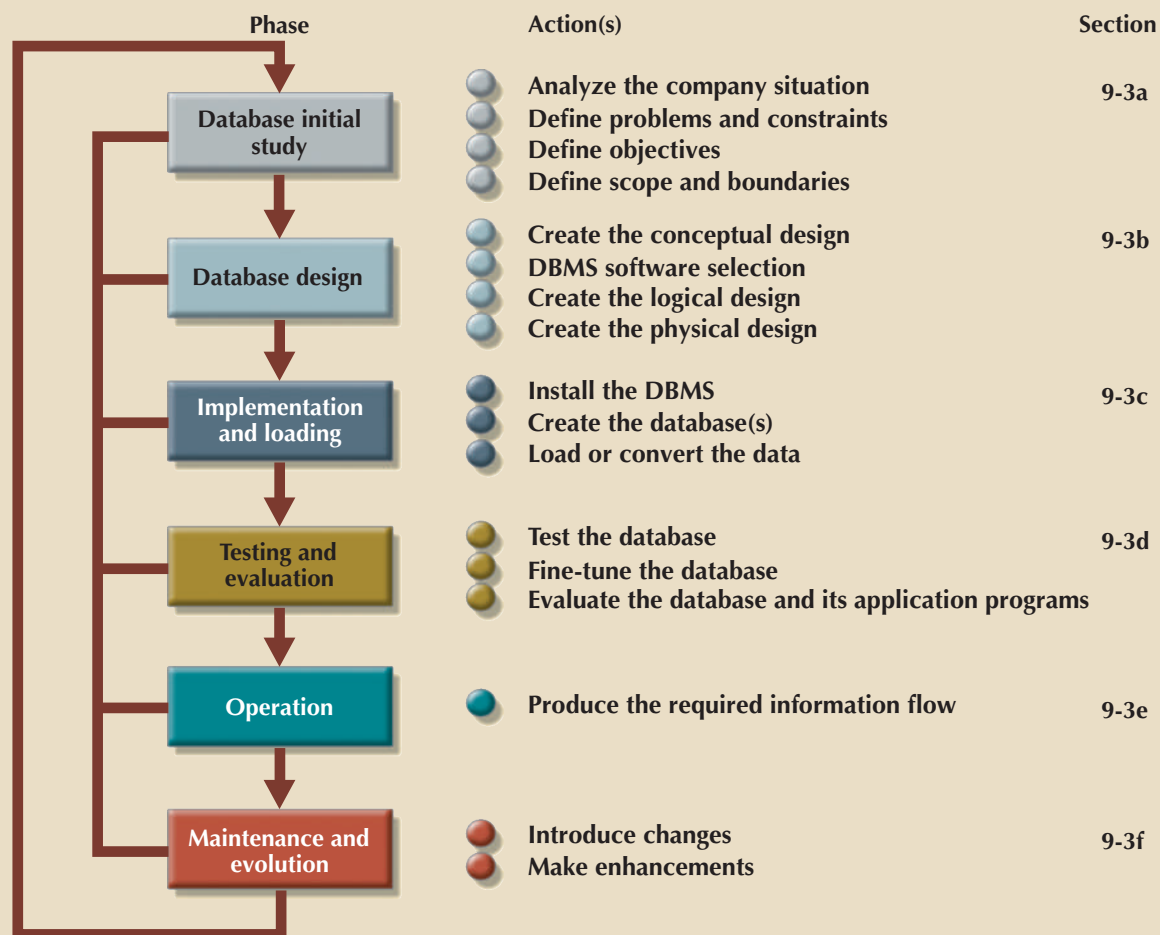 Phase Action(s) Section
Database initial
study
Analyze the company situation 9-3a
Define problems and constraints
Define objectives
Define scope and boundaries
Database design
Create the conceptual design 9-3b
DBMS software selection
Create the logical design
Create the physical design
Implementation
and loading
Install the DBMS 9-3c
Create the database(s)
Load or convert the data
Testing and
evaluation
Test the database 9-3d
Fine-tune the database
Evaluate the database and its application programs
Operation
Produce the required information flow 9-3e
Maintenance and
evolution
Introduce changes 9-3f
Make enhancements